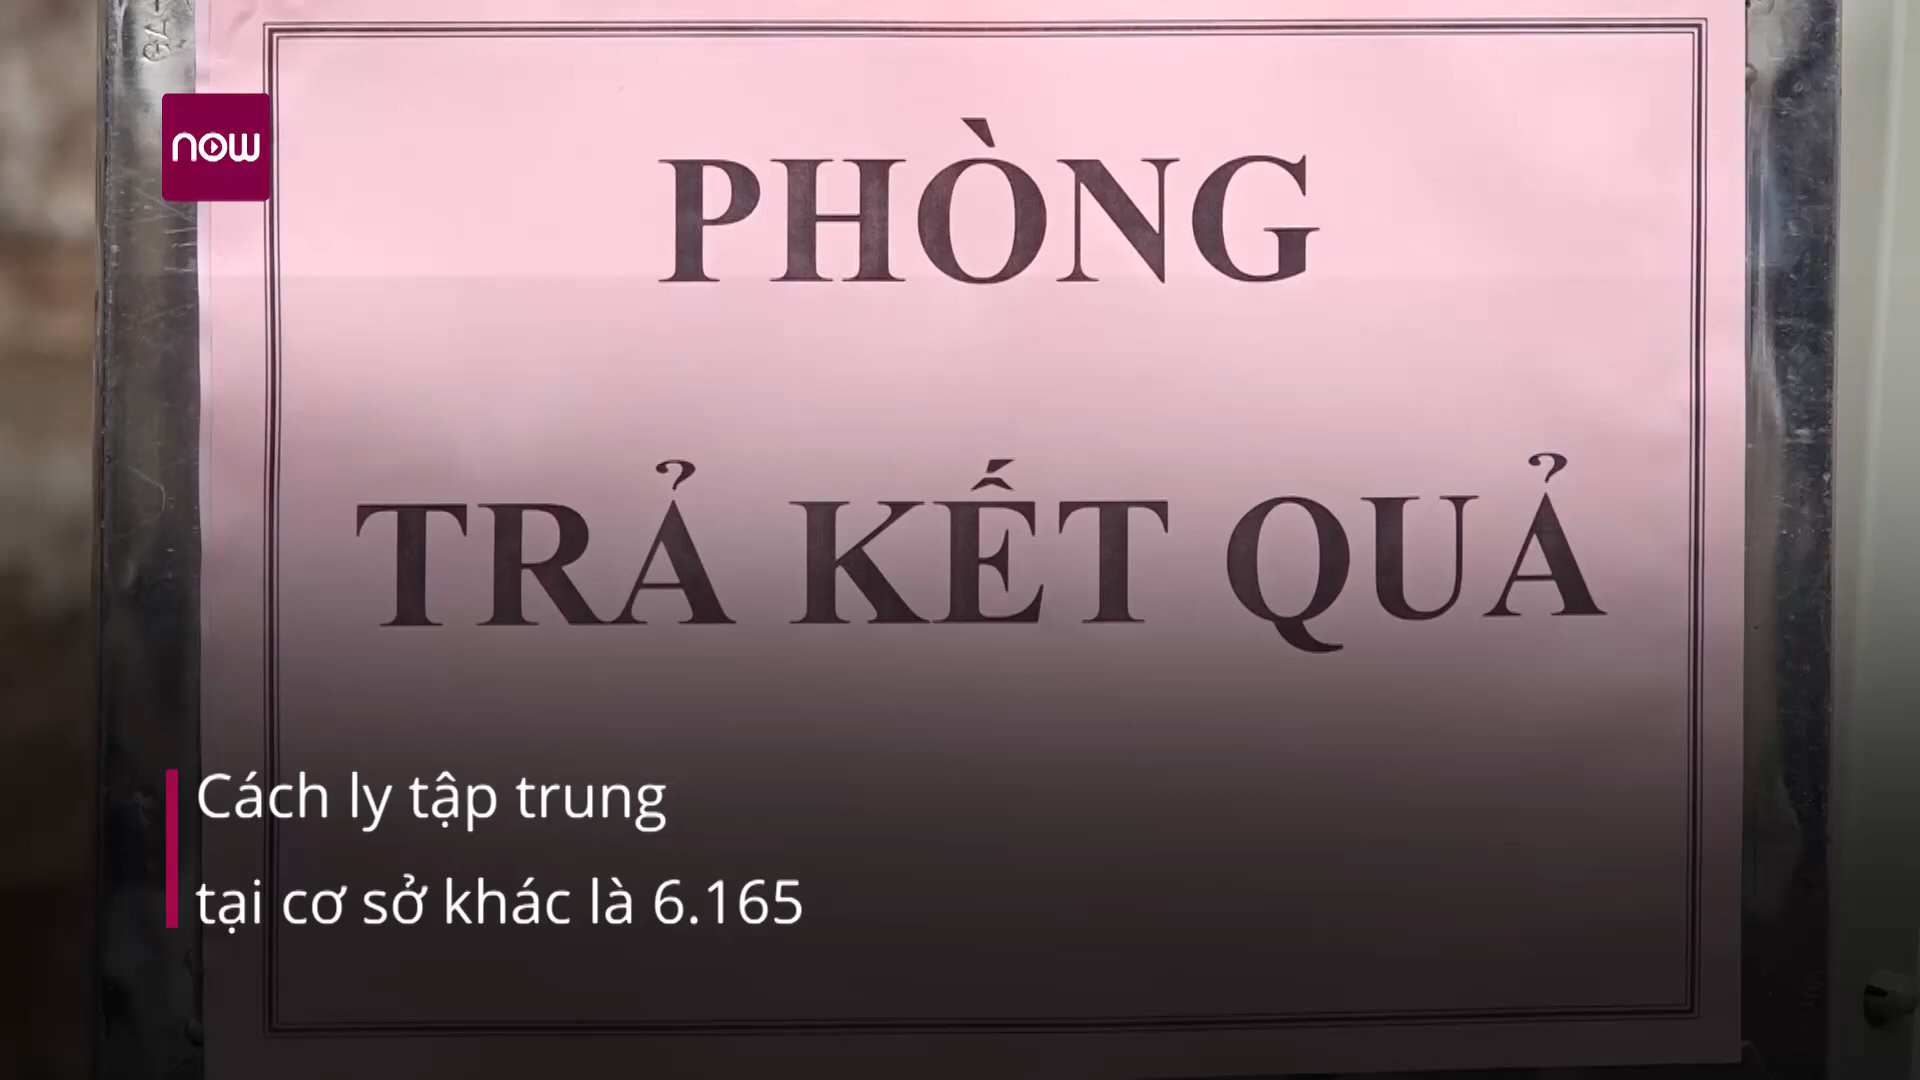 now
PHÒNG
TRẢ KẾT QUẢ
Cách ly tập trung
tại cơ sở khác là 6.165